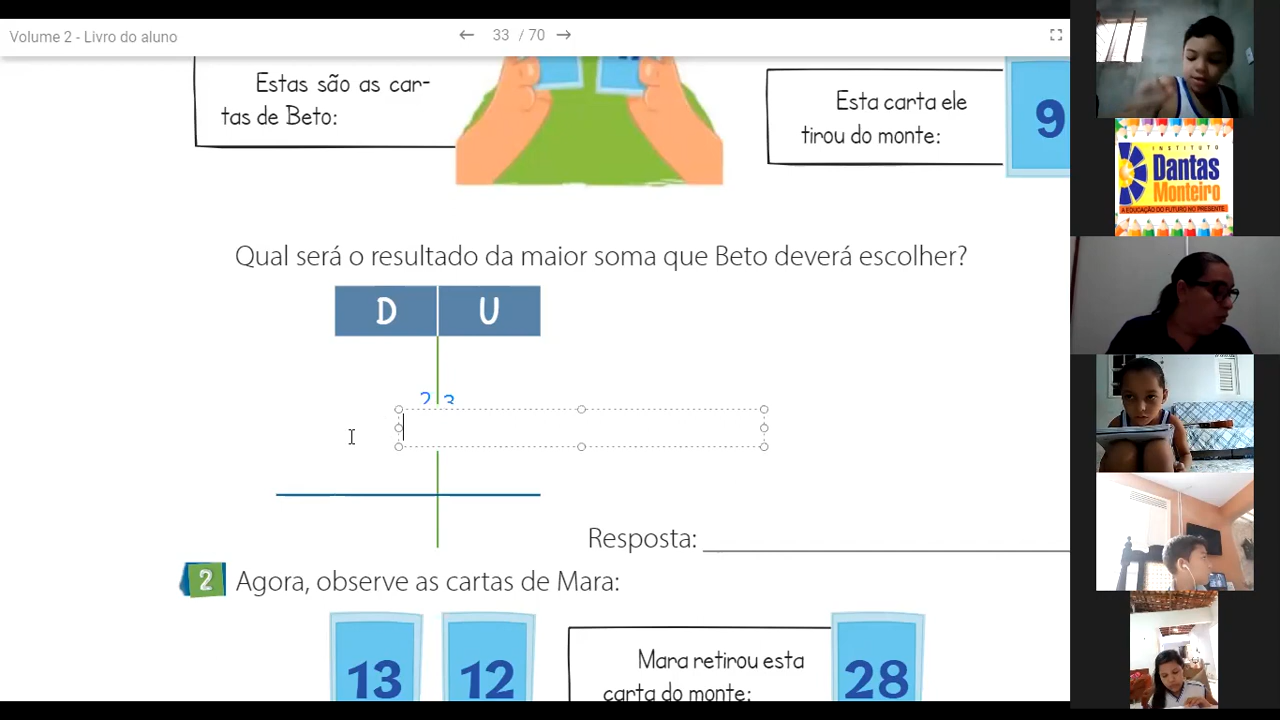 Volume 2 - Livro do aluno
33 / 70
Estas são as car-
tas de Beto:
Esta carta ele
tirou do monte:
9
Qual será o resultado da maior soma que Beto deverá escolher?
D U
2 3
Resposta:
2 Agora, observe as cartas de Mara:
13 12
Mara retirou esta
carta do monte:
28
INSTITUTO
Dantas
Monteiro
A EDUCAÇÃO DO FUTURO NO PRESENTE